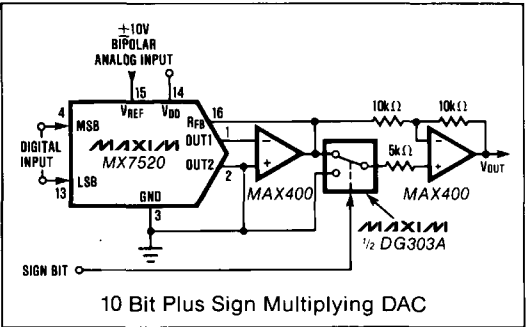 ±10V
BIPOLAR
ANALOG INPUT
15 14
VREF VDD
4 MSB
RFB 16
OUT1 1
OUT2 2
MAXIM
MX7520
DIGITAL
INPUT
13 LSB
GND
3
- +
MAX400
10kΩ 10kΩ
5kΩ
- +
MAX400
VOUT
MAXIM
1/2 DG303A
SIGN BIT
10 Bit Plus Sign Multiplying DAC